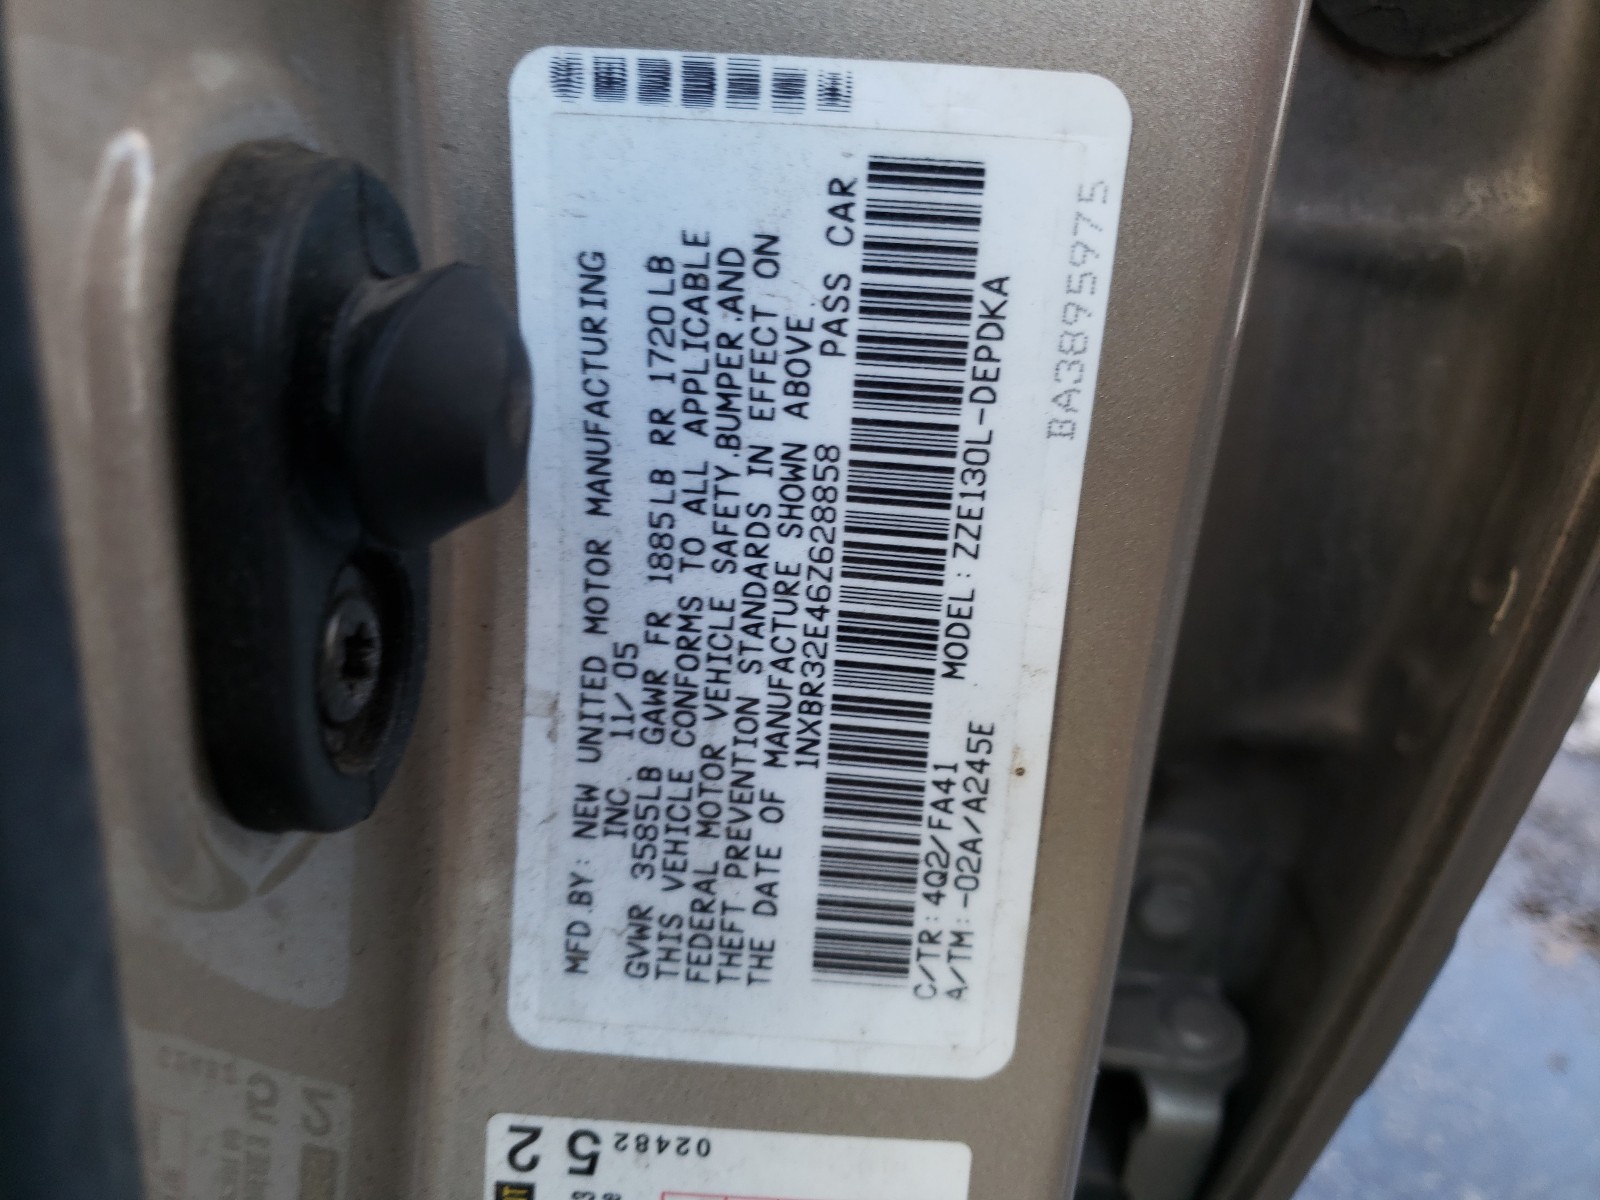 MFD.BY: NEW UNITED MOTOR MANUFACTURING
INC. 11/05
GVWR 3585LB GAWR FR 1885LB RR 1720LB
THIS VEHICLE CONFORMS TO ALL APPLICABLE
FEDERAL MOTOR VEHICLE SAFETY.BUMPER.AND
THEFT PREVENTION STANDARDS IN EFFECT ON
THE DATE OF MANUFACTURE SHOWN ABOVE.
1NXBR32E46Z628858 PASS CAR
C/TR:4Q2/FA41 MODEL:ZZE130L-DEPDKA
A/TM:-02A/A245E
BA3895975
02482
5
2